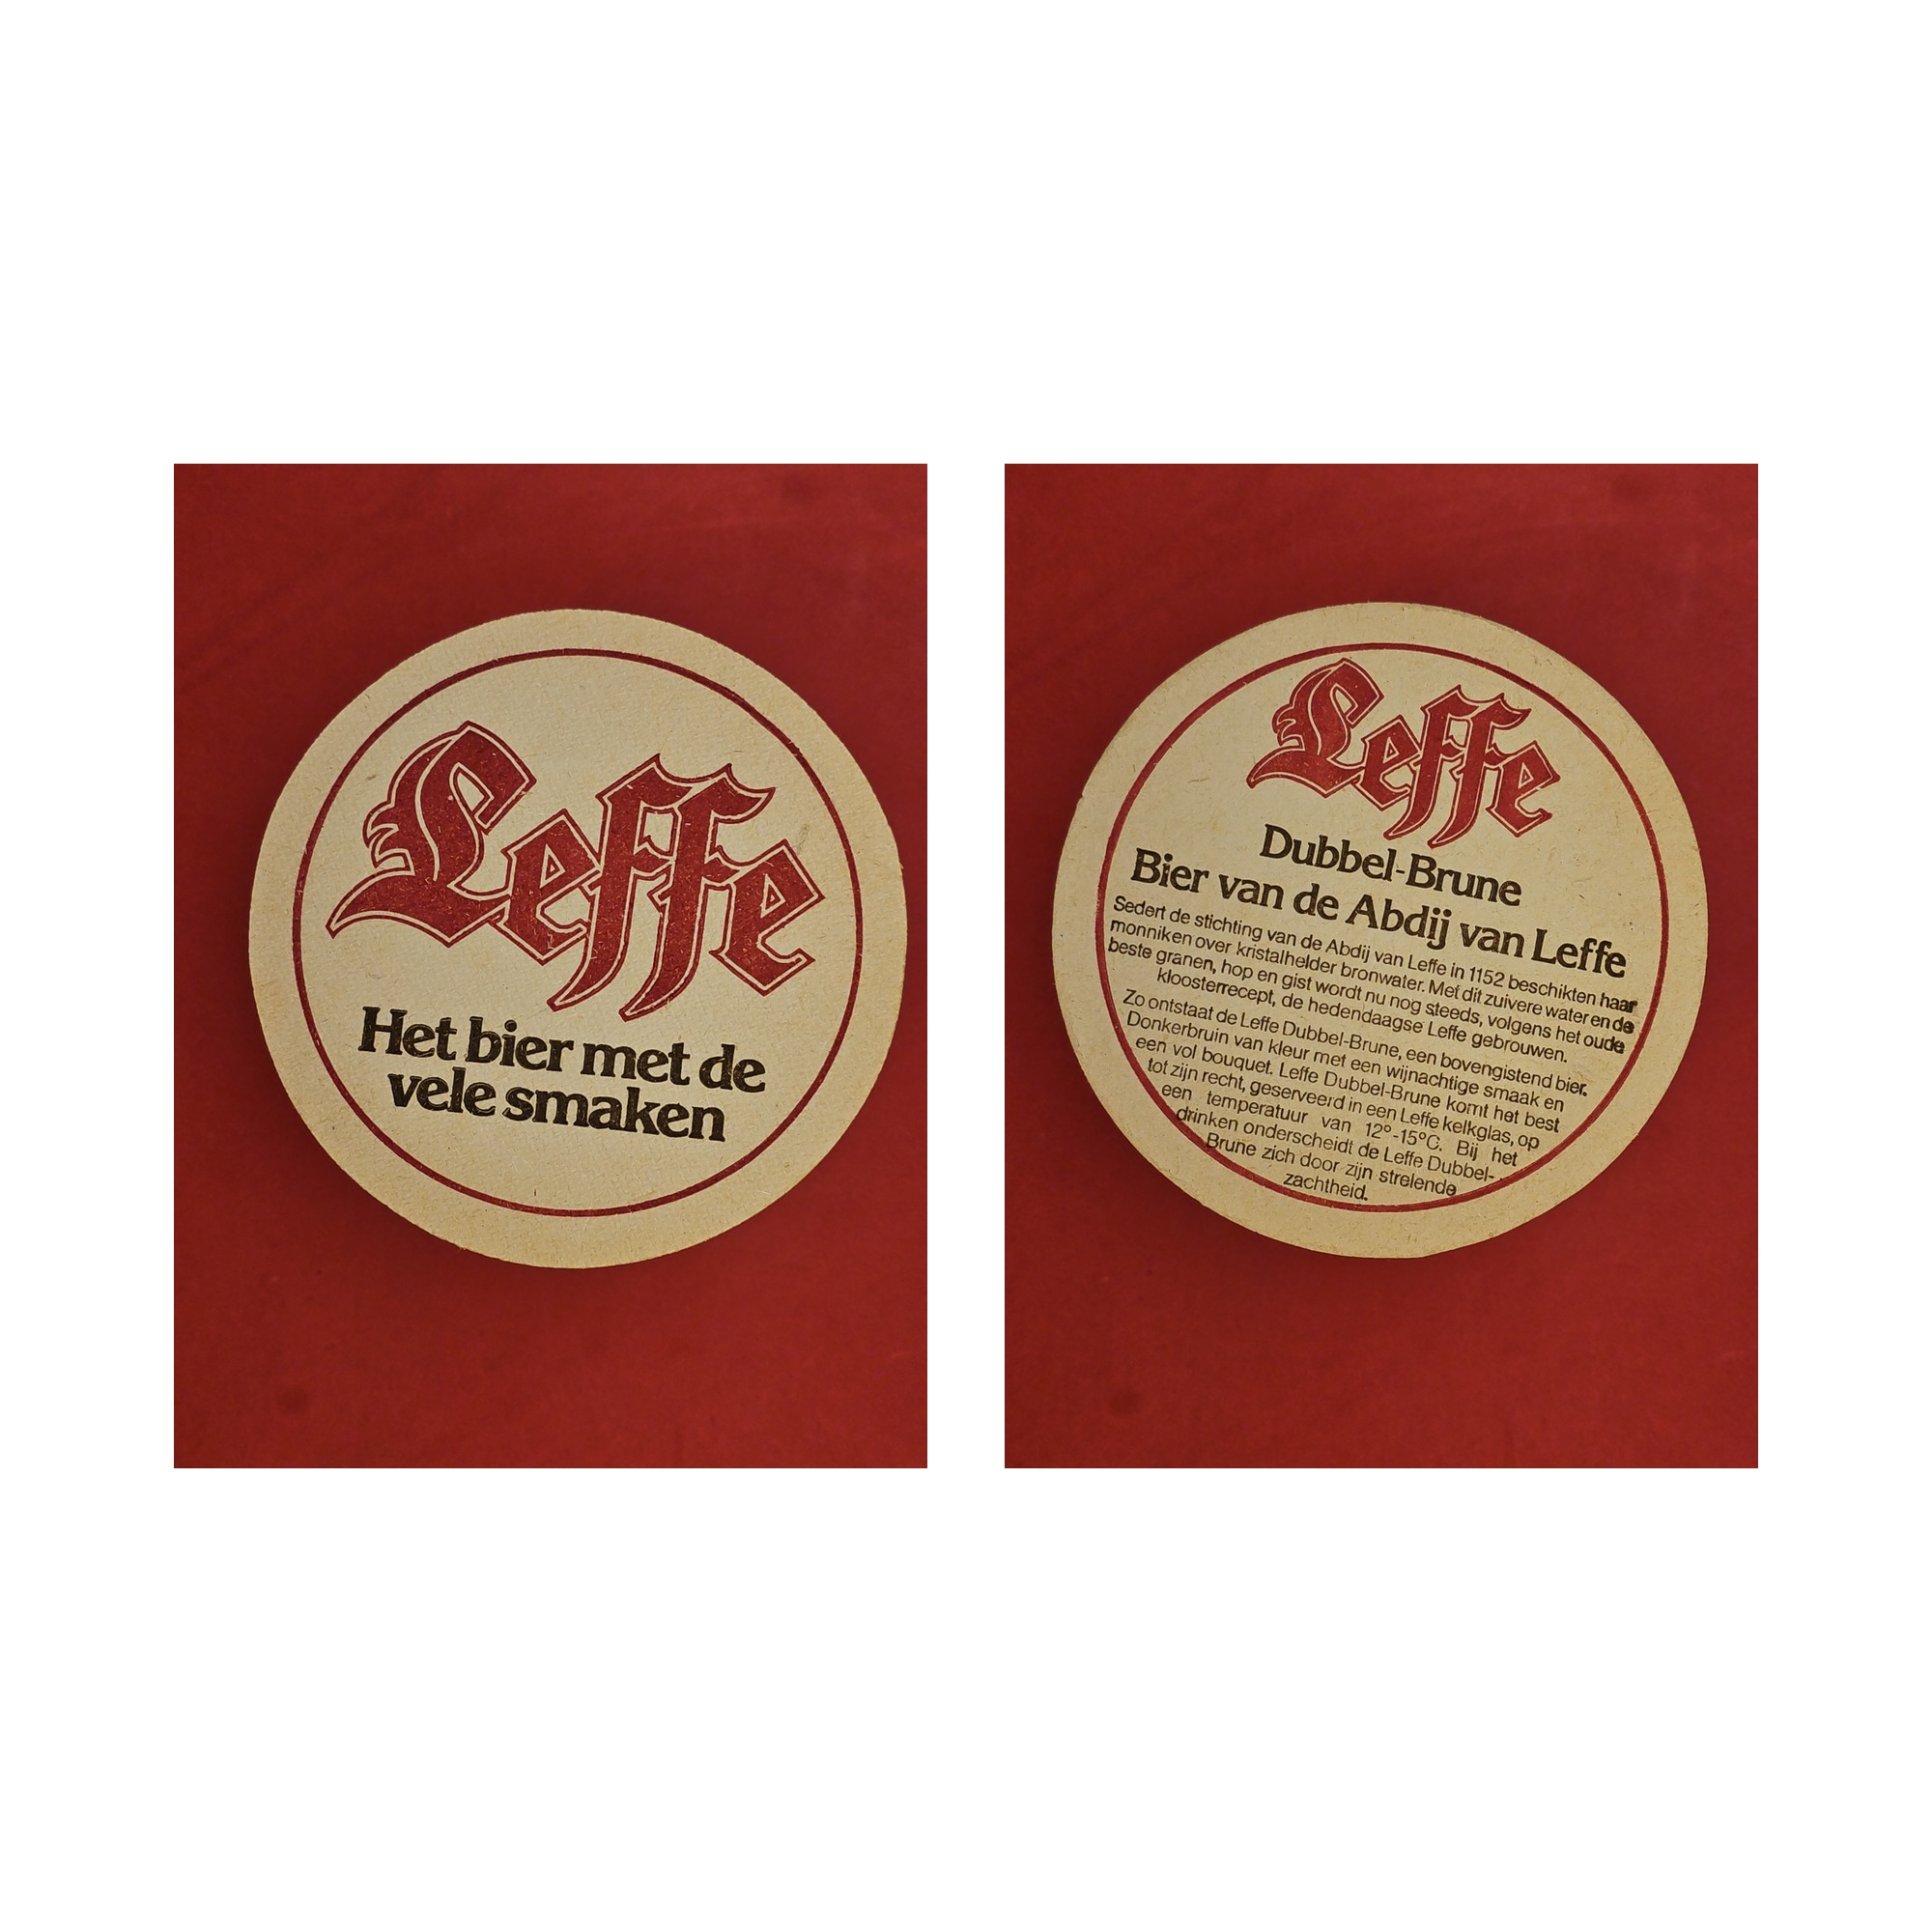 Leffe
Het bier met de
vele smaken
Leffe
Dubbel-Brune
Bier van de Abdij van Leffe
Sedert de stichting van de Abdij van Leffe in 1152 beschikten haar
monniken over kristalhelder bronwater. Met dit zuivere water en de
beste granen, hop en gist wordt nu nog steeds, volgens het oude
kloosterrecept, de hedendaagse Leffe gebrouwen.
Zo ontstaat de Leffe Dubbel-Brune, een bovengistend bier.
Donkerbruin van kleur met een wijnachtige smaak en
een vol bouquet. Leffe Dubbel-Brune komt het best
tot zijn recht, geserveerd in een Leffe kelkglas, op
een temperatuur van 12°-15°C. Bij het
drinken onderscheidt de Leffe Dubbel-
Brune zich door zijn strelende
zachtheid.